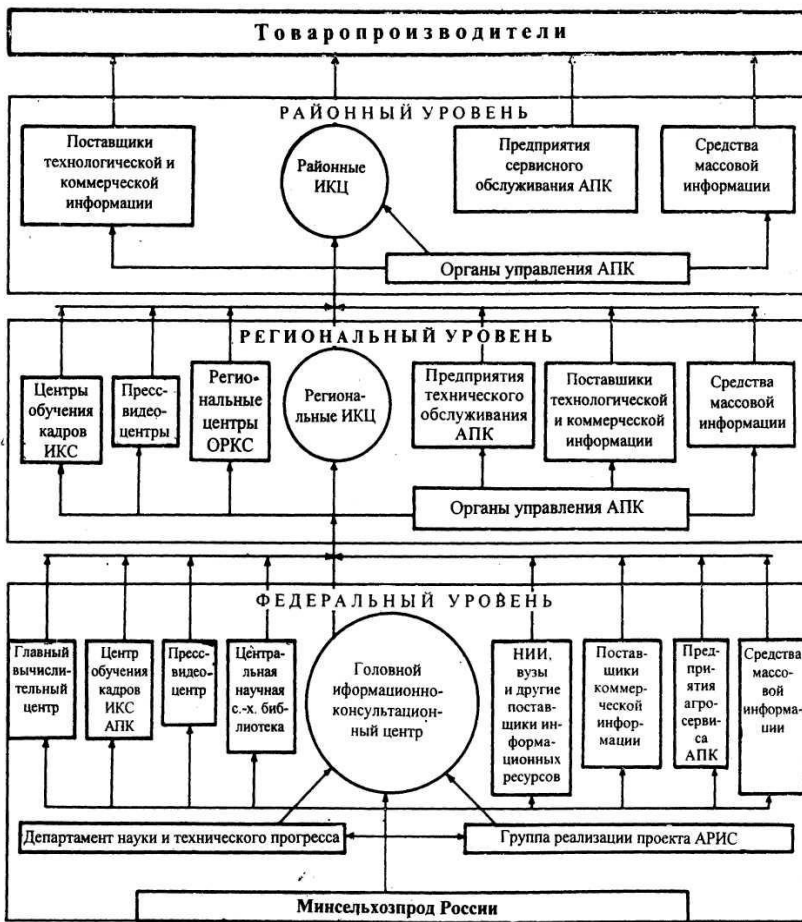 Товаропроизводители
РАЙОННЫЙ УРОВЕНЬ
Поставщики
технологической и
коммерческой
информации
Районные
ИКЦ
Предприятия
сервисного
обслуживания АПК
Средства
массовой
информации
Органы управления АПК
РЕГИОНАЛЬНЫЙ УРОВЕНЬ
Центры
обучения
кадров
ИКС
Пресс-
видео-
центры
Регио-
нальные
центры
ОРКС
Региона-
льные ИКЦ
Предприятия
технического
обслуживания
АПК
Поставщики
технологической
и коммерческой
информации
Средства
массовой
информации
Органы управления АПК
ФЕДЕРАЛЬНЫЙ УРОВЕНЬ
Главный
вычисли-
тельный
центр
Центр
обучения
кадров
ИКС
АПК
Пресс-
видео-
центр
Централь-
ная
научная
с.-х. биб-
лиотека
Головной
иформационно-
консультацион-
ный центр
НИИ,
вузы
и другие
поставщи-
ки ин-
формационных
ресурсов
Постав-
щики
коммер-
ческой
инфор-
мации
Пред-
прия-
тия
агро-
серви-
са
АПК
Средства
массо-
вой
информа-
ции
Департамент науки и технического прогресса
Группа реализации проекта АРИС
Минсельхозпрод России